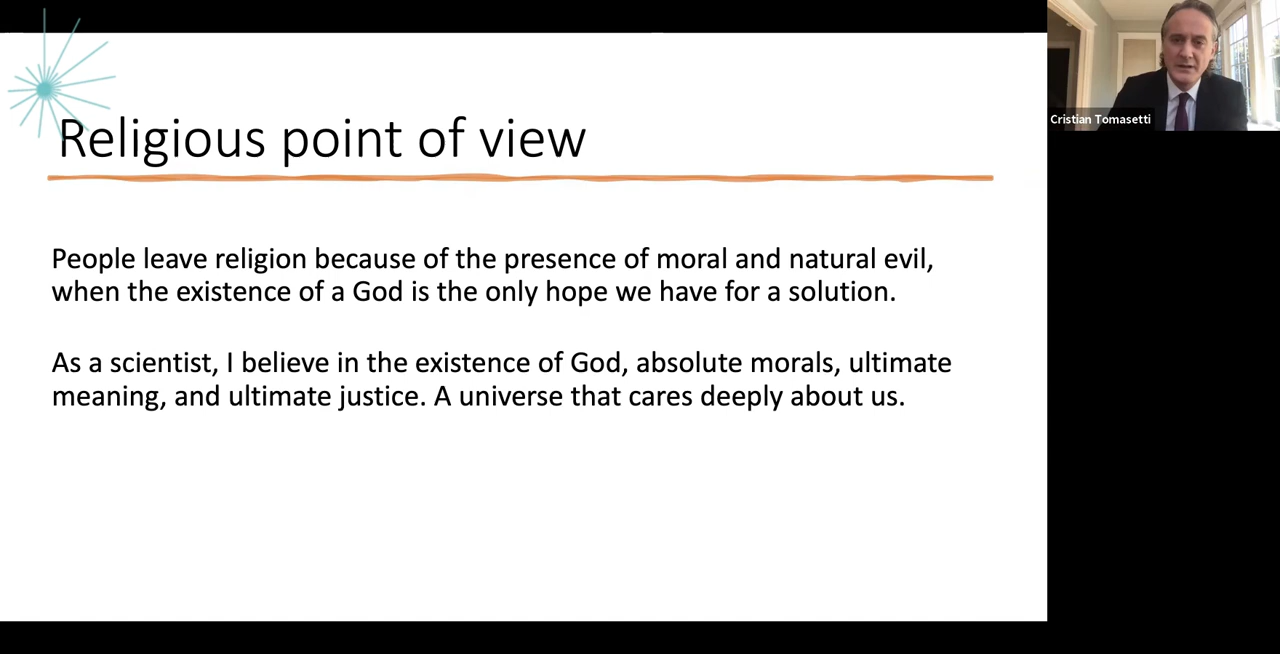 Religious point of view
People leave religion because of the presence of moral and natural evil,
when the existence of a God is the only hope we have for a solution.
As a scientist, I believe in the existence of God, absolute morals, ultimate
meaning, and ultimate justice. A universe that cares deeply about us.
Cristian Tomasetti